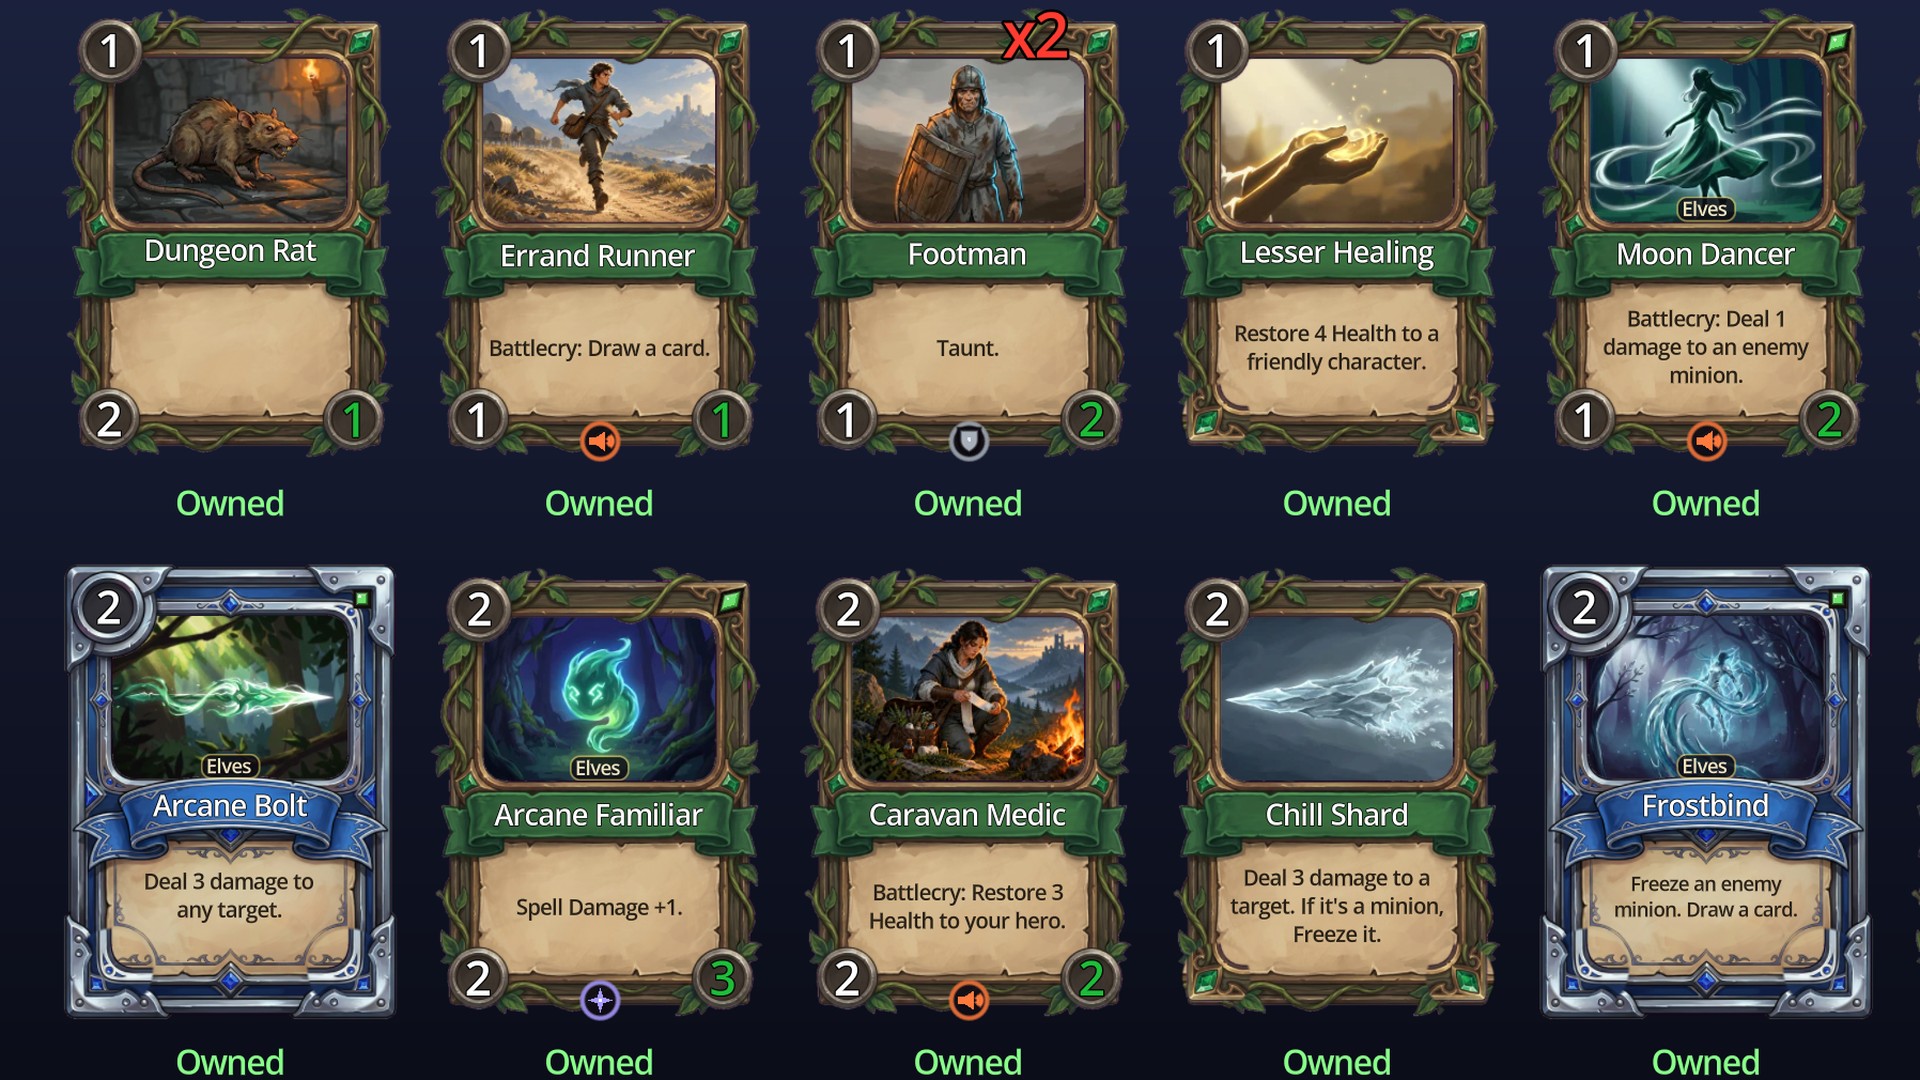 1
Dungeon Rat
2
1
Owned
1
Errand Runner
Battlecry: Draw a card.
1
1
Owned
1
x2
Footman
Taunt.
1
2
Owned
1
Lesser Healing
Restore 4 Health to a
friendly character.
Owned
1
Elves
Moon Dancer
Battlecry: Deal 1
damage to an enemy
minion.
1
2
Owned
2
Elves
Arcane Bolt
Deal 3 damage to
any target.
Owned
2
Elves
Arcane Familiar
Spell Damage +1.
2
3
Owned
2
Caravan Medic
Battlecry: Restore 3
Health to your hero.
2
2
Owned
2
Chill Shard
Deal 3 damage to a
target. If it's a minion,
Freeze it.
Owned
2
Elves
Frostbind
Freeze an enemy
minion. Draw a card.
Owned